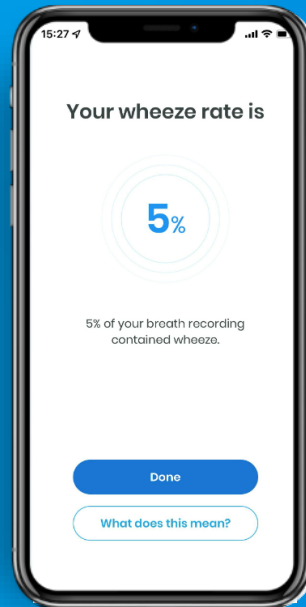 15:27
Your wheeze rate is
5%
5% of your breath recording
contained wheeze.
Done
What does this mean?